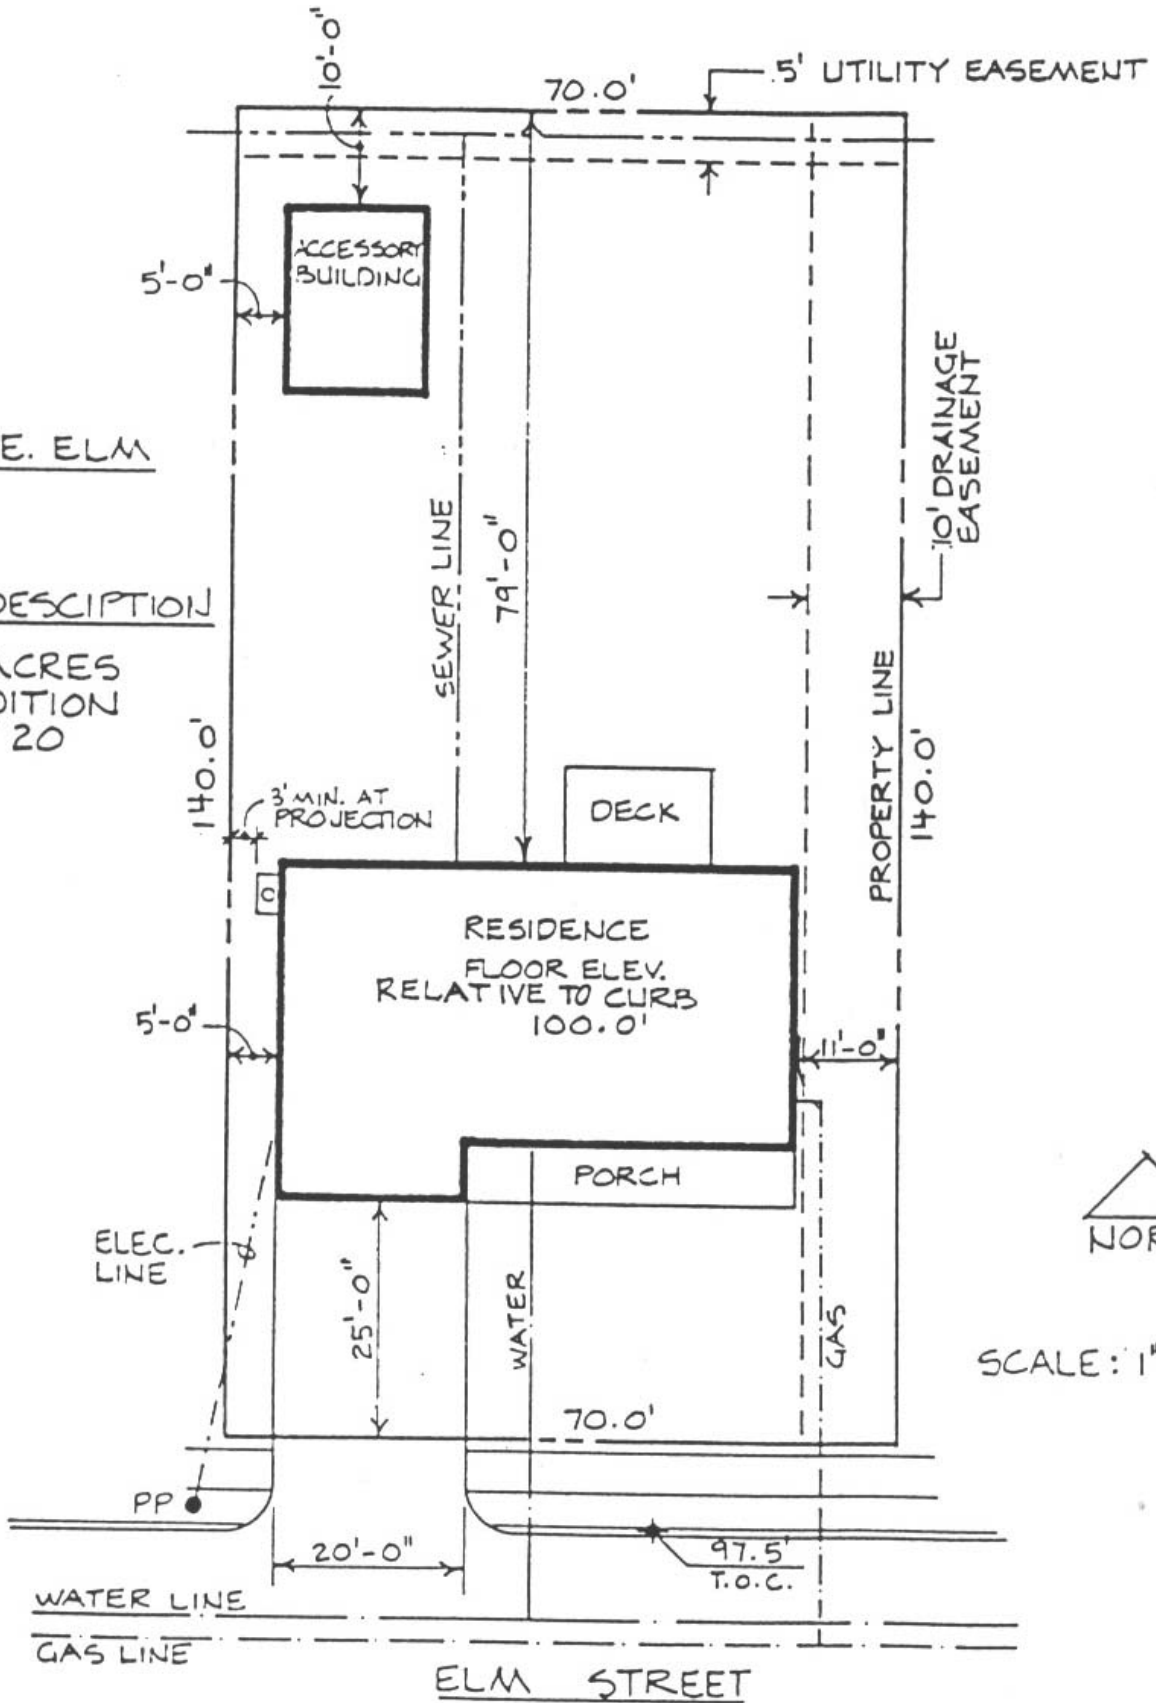 10'-0"
70.0'
5' UTILITY EASEMENT
ACCESSORY
BUILDING
5'-0"
E. ELM
10' DRAINAGE
EASEMENT
SEWER LINE
79'-0"
DESCIPTION
ACRES
DITION
20
140.0'
3' MIN. AT
PROJECTION
DECK
PROPERTY LINE
140.0'
RESIDENCE
FLOOR ELEV.
RELATIVE TO CURB
100.0'
5'-0"
11'-0"
PORCH
ELEC.
LINE
25'-0"
WATER
GAS
NOR
SCALE: 1"
70.0'
PP
20'-0"
97.5'
T.O.C.
WATER LINE
GAS LINE
ELM STREET